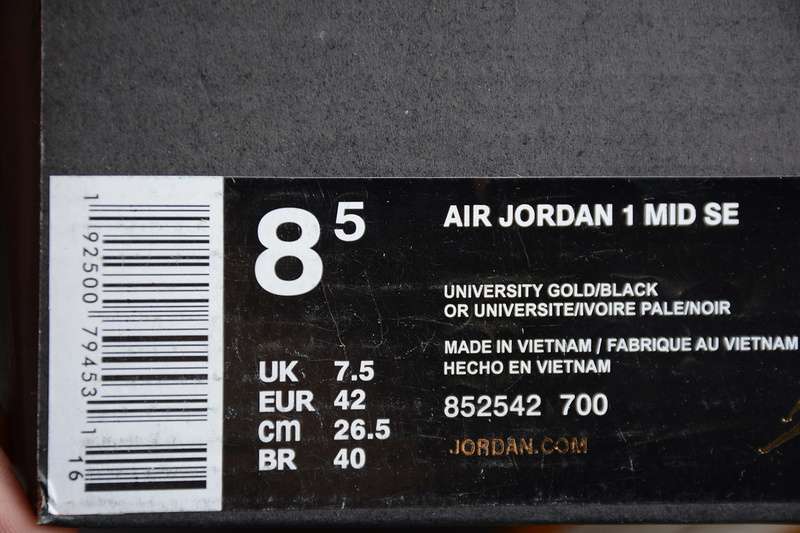 1 92500 79453 1 16
8 5
UK 7.5
EUR 42
cm 26.5
BR 40
AIR JORDAN 1 MID SE
UNIVERSITY GOLD/BLACK
OR UNIVERSITE/IVOIRE PALE/NOIR
MADE IN VIETNAM / FABRIQUE AU VIETNAM
HECHO EN VIETNAM
852542 700
JORDAN.COM